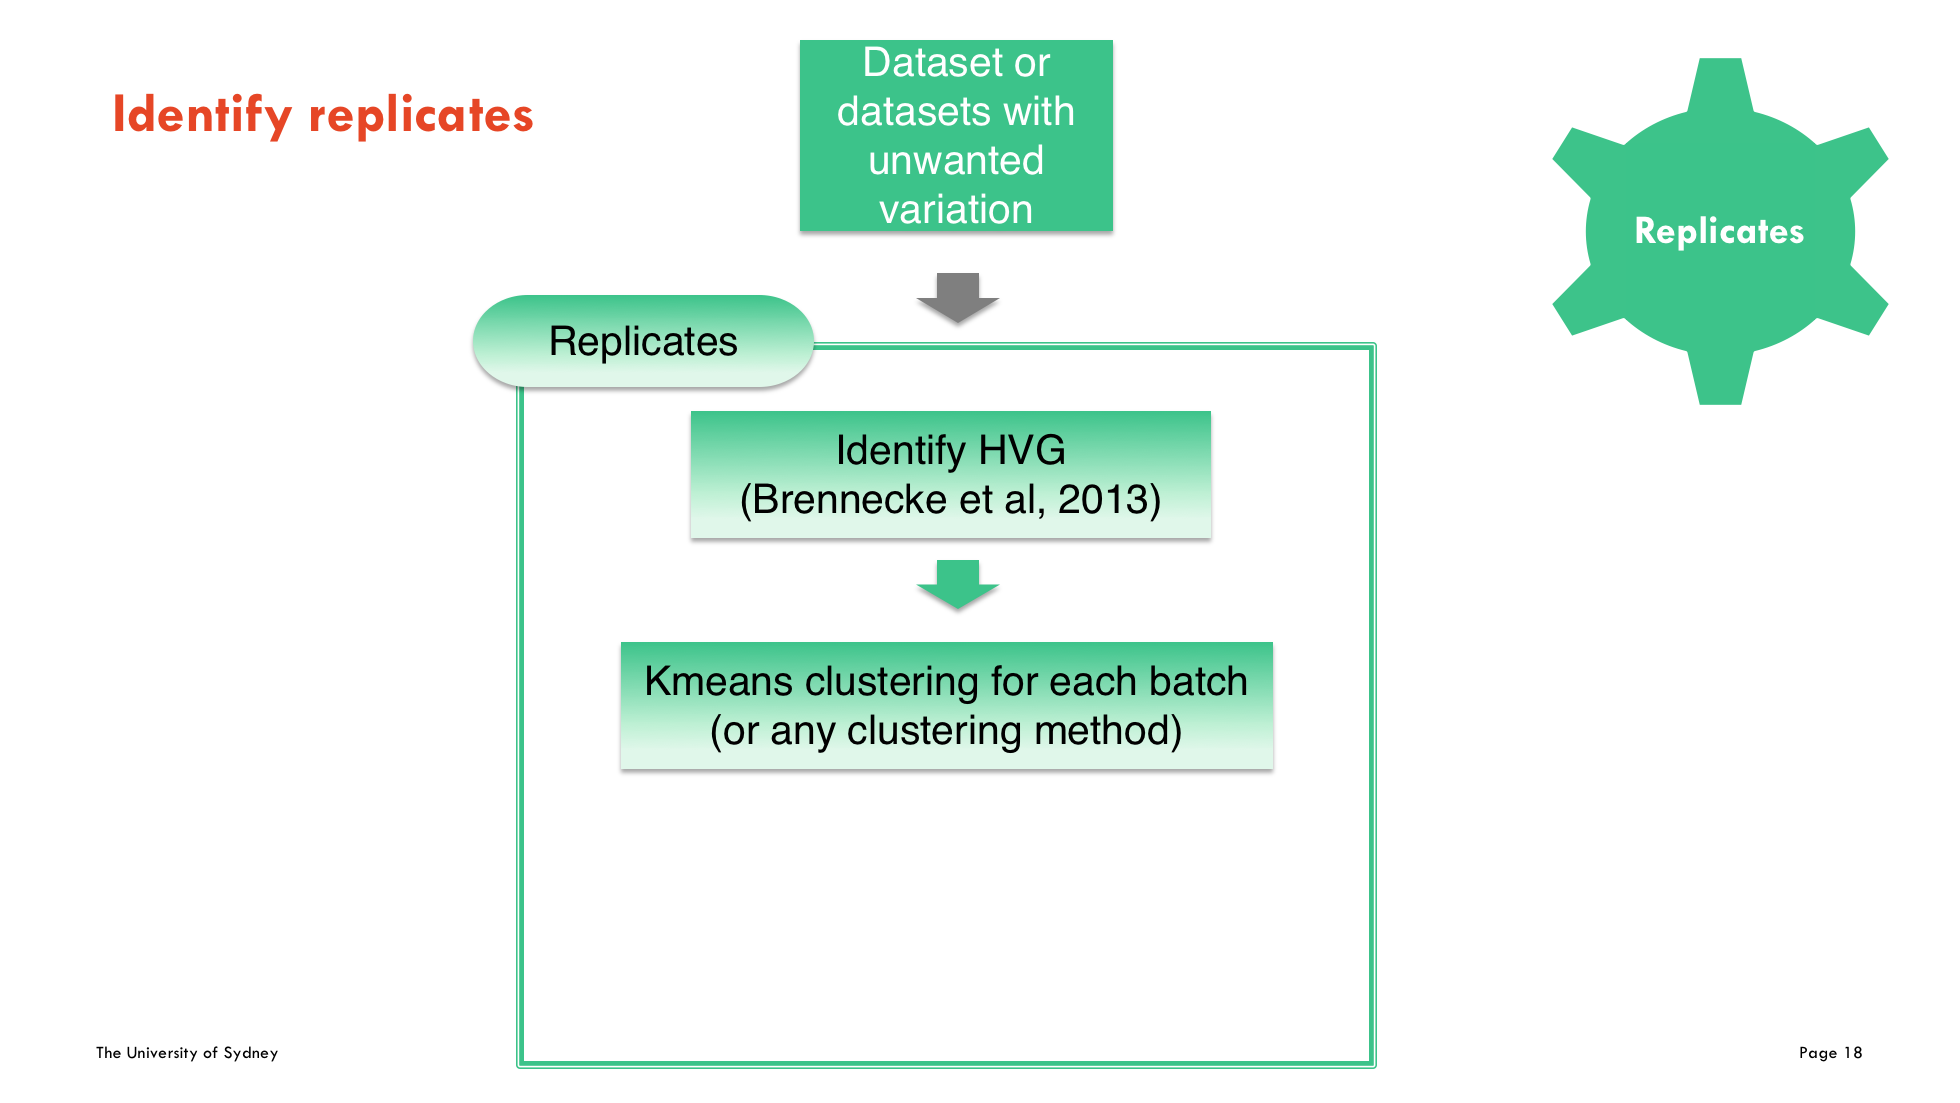 Identify replicates
Dataset or
datasets with
unwanted
variation
Replicates
Replicates
Identify HVG
(Brennecke et al, 2013)
Kmeans clustering for each batch
(or any clustering method)
The University of Sydney
Page 18